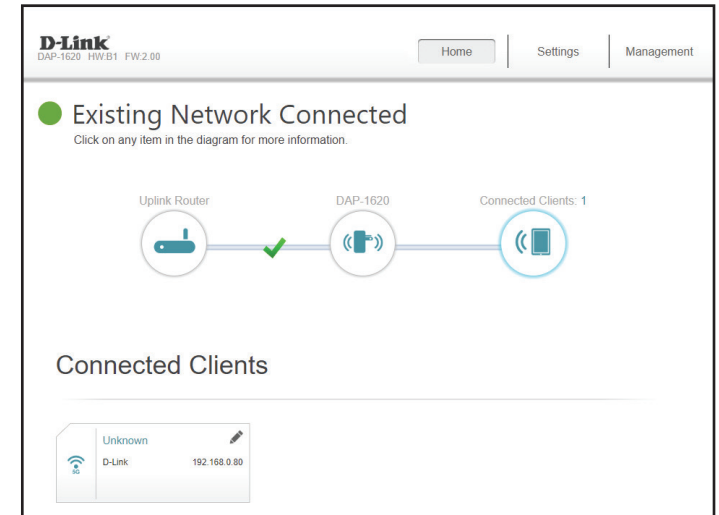 D-Link
DAP-1620 HW:B1 FW:2.00
Home Settings Management
Existing Network Connected
Click on any item in the diagram for more information.
Uplink Router DAP-1620 Connected Clients: 1
Connected Clients
Unknown
D-Link 192.168.0.80
5G